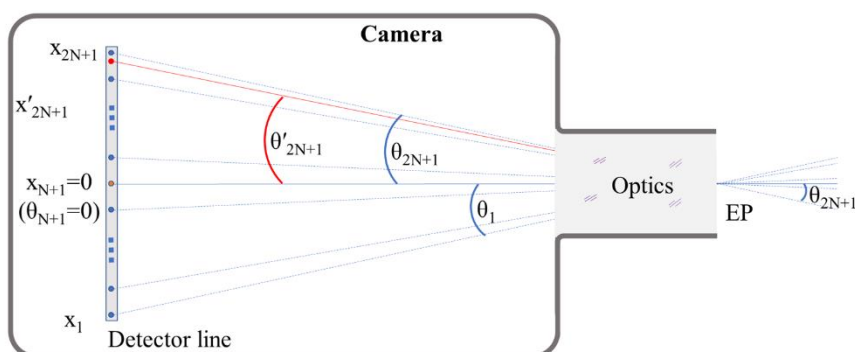 Camera
x2N+1
x′2N+1
θ′2N+1
θ2N+1
xN+1=0
(θN+1=0)
θ1
Optics
EP
θ2N+1
x1
Detector line